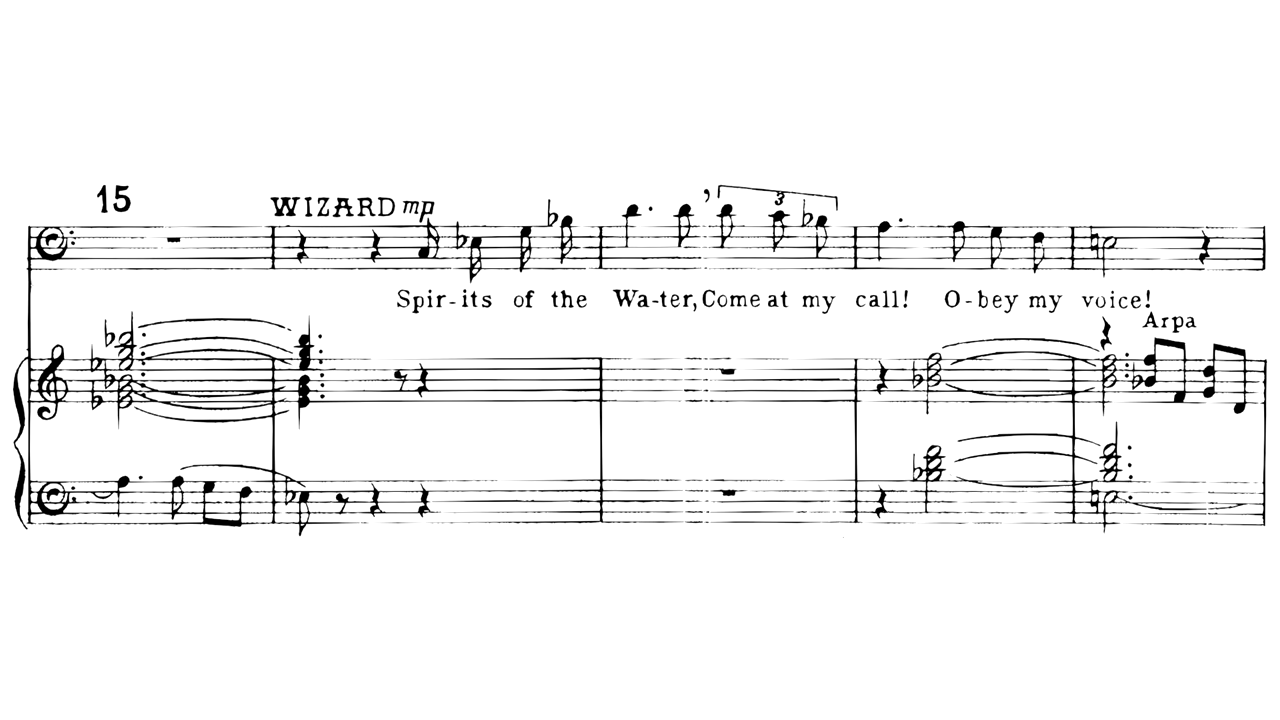 15
WIZARD mp
3
Spir-its of the Wa-ter, Come at my call! O-bey my voice!
Arpa